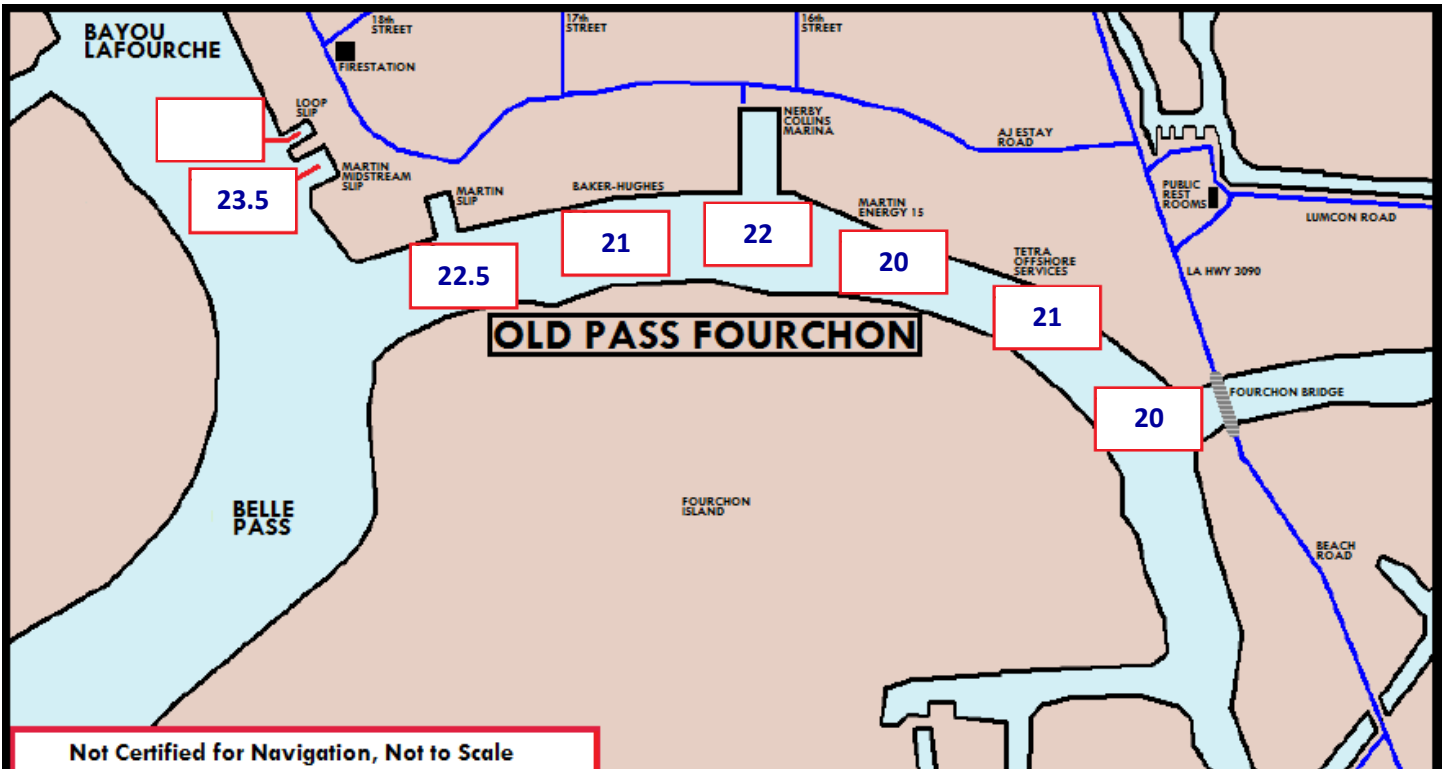 BAYOU
LAFOURCHE
18th
STREET
17th
STREET
16th
STREET
FIRESTATION
LOOP
SLIP
NERBY
COLLINS
MARINA
AJ ESTAY
ROAD
MARTIN
MIDSTREAM
SLIP
23.5
MARTIN
SLIP
BAKER-HUGHES
MARTIN
ENERGY 15
PUBLIC
REST
ROOMS
LUMCON ROAD
22.5
21
22
20
TETRA
OFFSHORE
SERVICES
21
LA HWY 3090
OLD PASS FOURCHON
20
FOURCHON BRIDGE
BELLE
PASS
FOURCHON
ISLAND
BEACH
ROAD
Not Certified for Navigation, Not to Scale